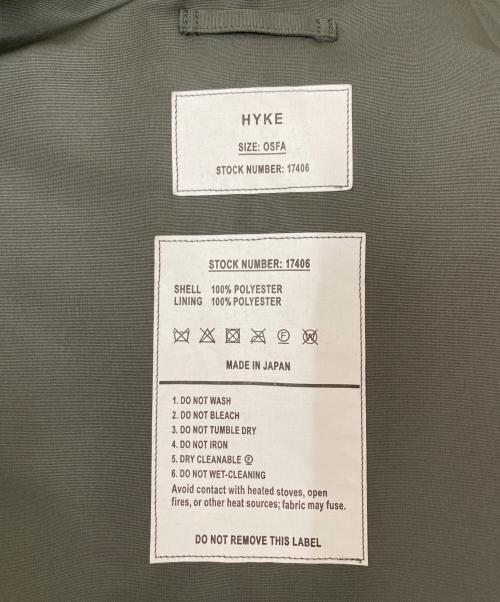 HYKE
SIZE: OSFA
STOCK NUMBER: 17406
STOCK NUMBER: 17406
SHELL 100% POLYESTER
LINING 100% POLYESTER
F W
MADE IN JAPAN
1. DO NOT WASH
2. DO NOT BLEACH
3. DO NOT TUMBLE DRY
4. DO NOT IRON
5. DRY CLEANABLE Ⓕ
6. DO NOT WET-CLEANING
Avoid contact with heated stoves, open
fires, or other heat sources; fabric may fuse.
DO NOT REMOVE THIS LABEL